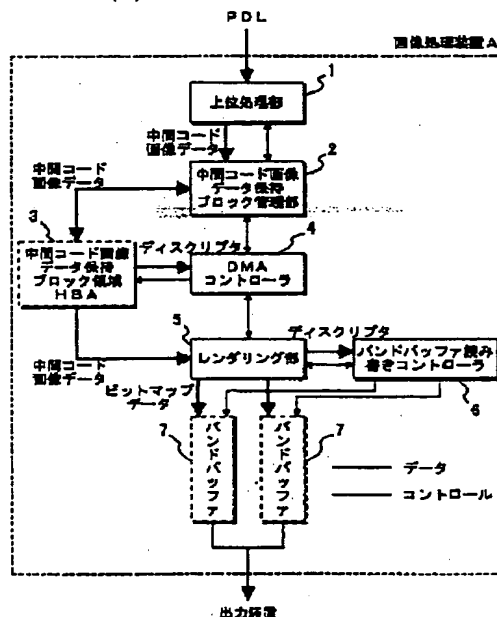 PDL
画像処理装置A
1
上位処理部
中間コード
画像データ
2
中間コード
画像データ
中間コード画像
データ保持
ブロック管理部
3
ディスクリプタ
4
中間コード画像
データ保持
ブロック領域
HBA
DMA
コントローラ
5
ディスクリプタ
中間コード
画像データ
レンダリング部
バンドバッファ読み
書きコントローラ
ビットマップ
データ
6
7
7
バンドバッファ
バンドバッファ
データ
コントロール
出力装置